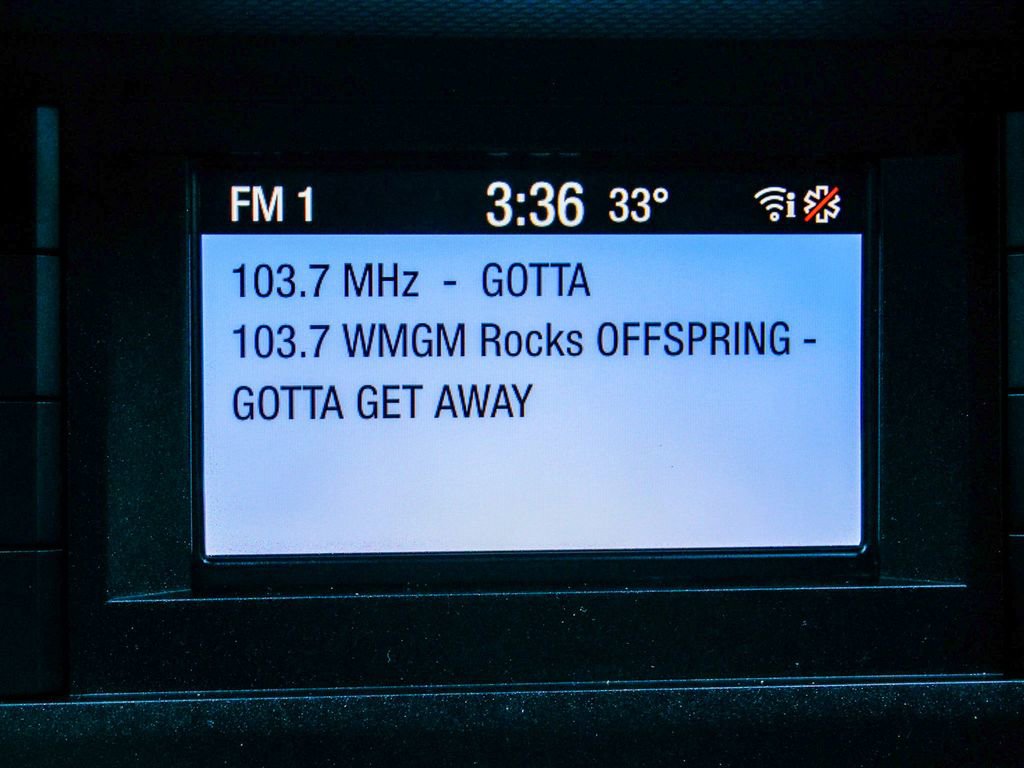 FM 1 3:36 33° i
103.7 MHz - GOTTA
103.7 WMGM Rocks OFFSPRING -
GOTTA GET AWAY